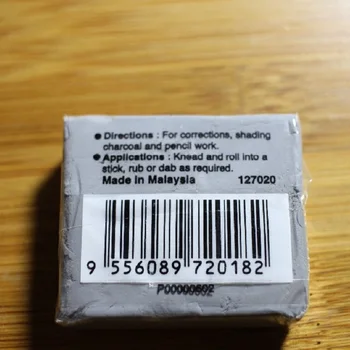 ● Directions : For corrections, shading
charcoal and pencil work.
● Applications : Knead and roll into a
stick, rub or dab as required.
Made in Malaysia 127020
9 556089 720182
P00000602